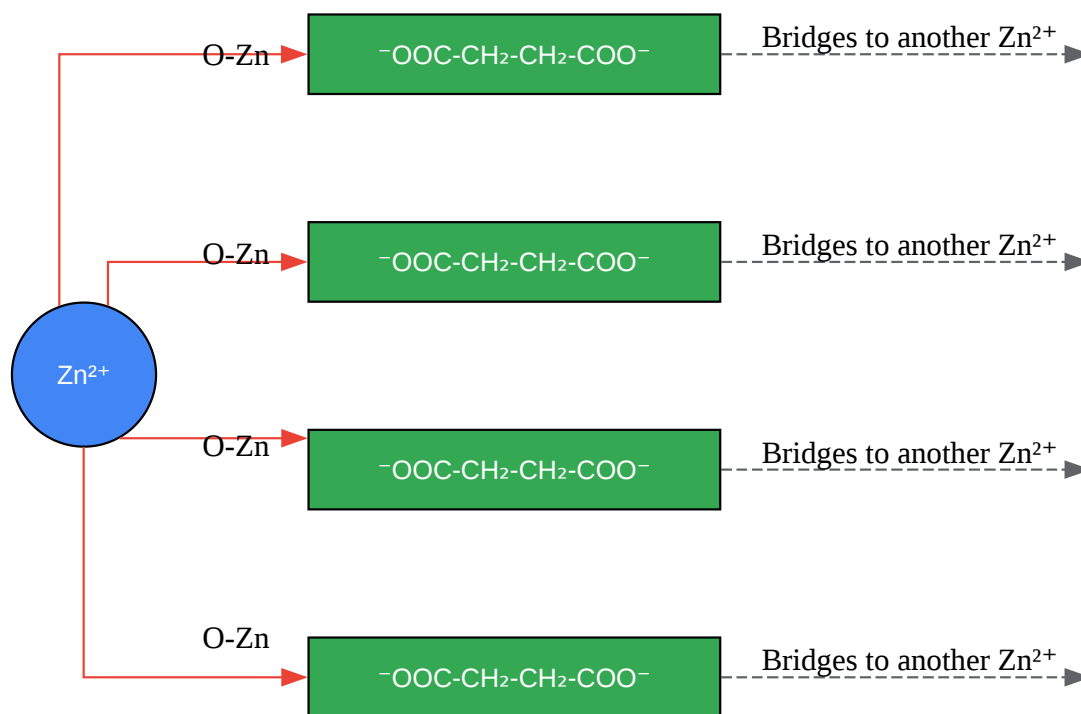 O-Zn
⁻OOC-CH₂-CH₂-COO⁻
Bridges to another Zn²⁺
O-Zn
⁻OOC-CH₂-CH₂-COO⁻
Bridges to another Zn²⁺
Zn²⁺
O-Zn
⁻OOC-CH₂-CH₂-COO⁻
Bridges to another Zn²⁺
O-Zn
⁻OOC-CH₂-CH₂-COO⁻
Bridges to another Zn²⁺